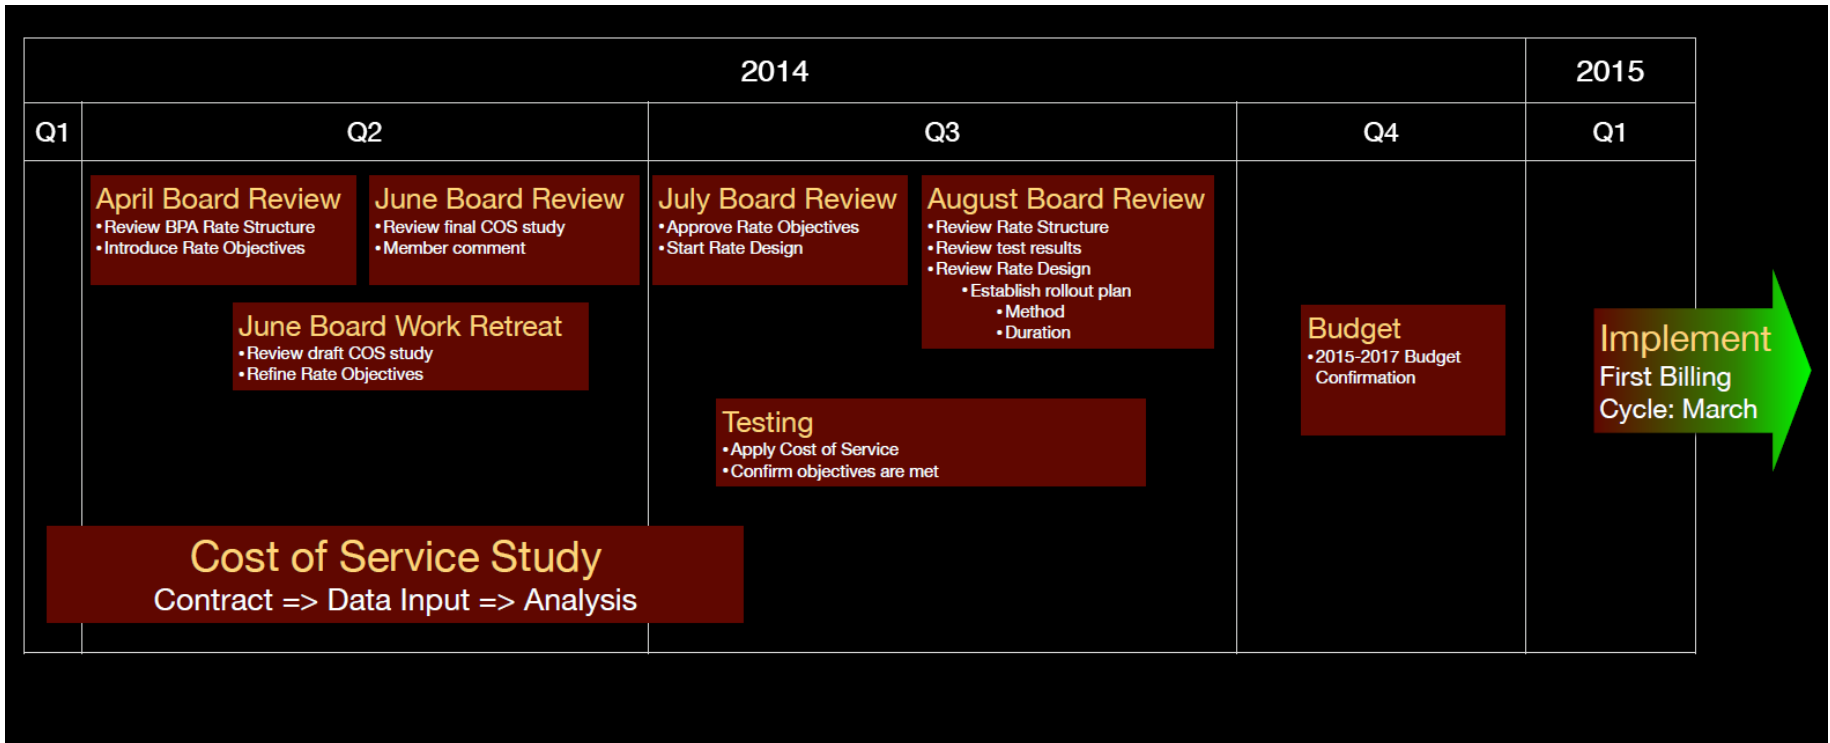 2014
2015
Q1
Q2
Q3
Q4
Q1
April Board Review
•Review BPA Rate Structure
•Introduce Rate Objectives
June Board Review
•Review final COS study
•Member comment
July Board Review
•Approve Rate Objectives
•Start Rate Design
August Board Review
•Review Rate Structure
•Review test results
•Review Rate Design
•Establish rollout plan
•Method
•Duration
June Board Work Retreat
•Review draft COS study
•Refine Rate Objectives
Budget
•2015-2017 Budget
Confirmation
Implement
First Billing
Cycle: March
Testing
•Apply Cost of Service
•Confirm objectives are met
Cost of Service Study
Contract => Data Input => Analysis